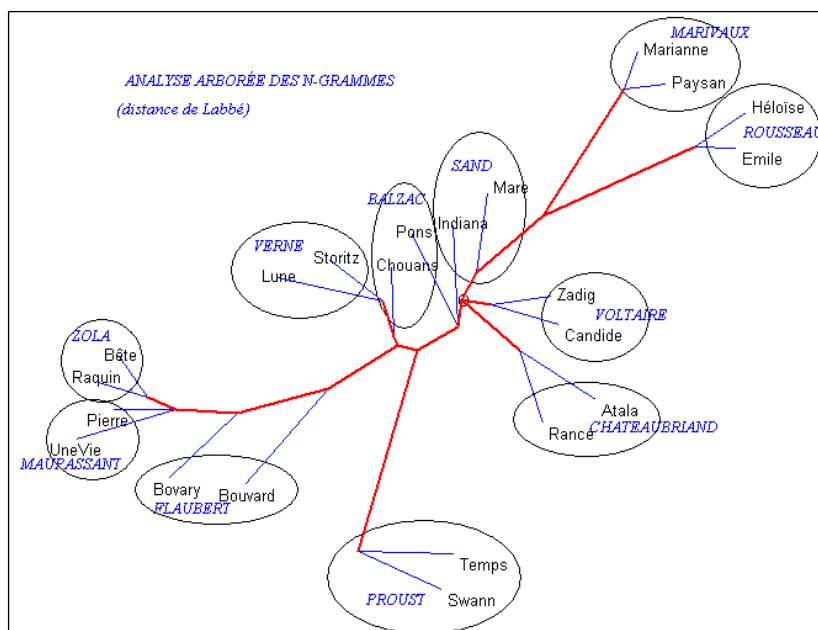 MARIVAUX
Marianne
Paysan
ANALYSE ARBORÉE DES N-GRAMMES
(distance de Labbé)
Héloïse
ROUSSEAU
Emile
SAND
Mare
BALZAC
Pons
Indiana
VERNE
Storitz
Lune
Chouans
Zadig
VOLTAIRE
Candide
ZOLA
Bête
Raquin
Pierre
UneVie
MAUPASSANT
Atala
Rance
CHATEAUBRIAND
Bovary
Bouvard
FLAUBERT
Temps
PROUST
Swann